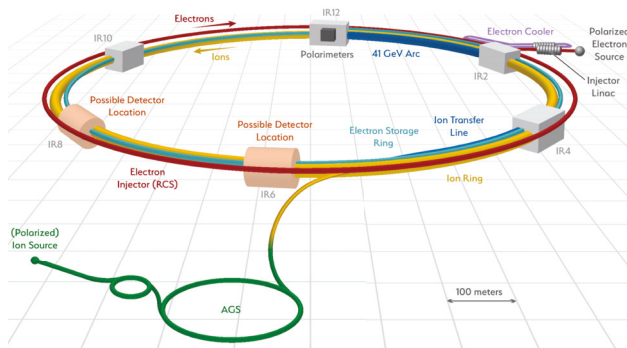 IR12
Electrons
IR10
Ions
Polarimeters
41 GeV Arc
Electron Cooler
Polarized
Electron
Source
IR2
Injector
Linac
Possible Detector
Location
Possible Detector
Location
Electron Storage
Ring
Ion Transfer
Line
IR4
IR8
Electron
Injector (RCS)
IR6
Ion Ring
(Polarized)
Ion Source
AGS
100 meters